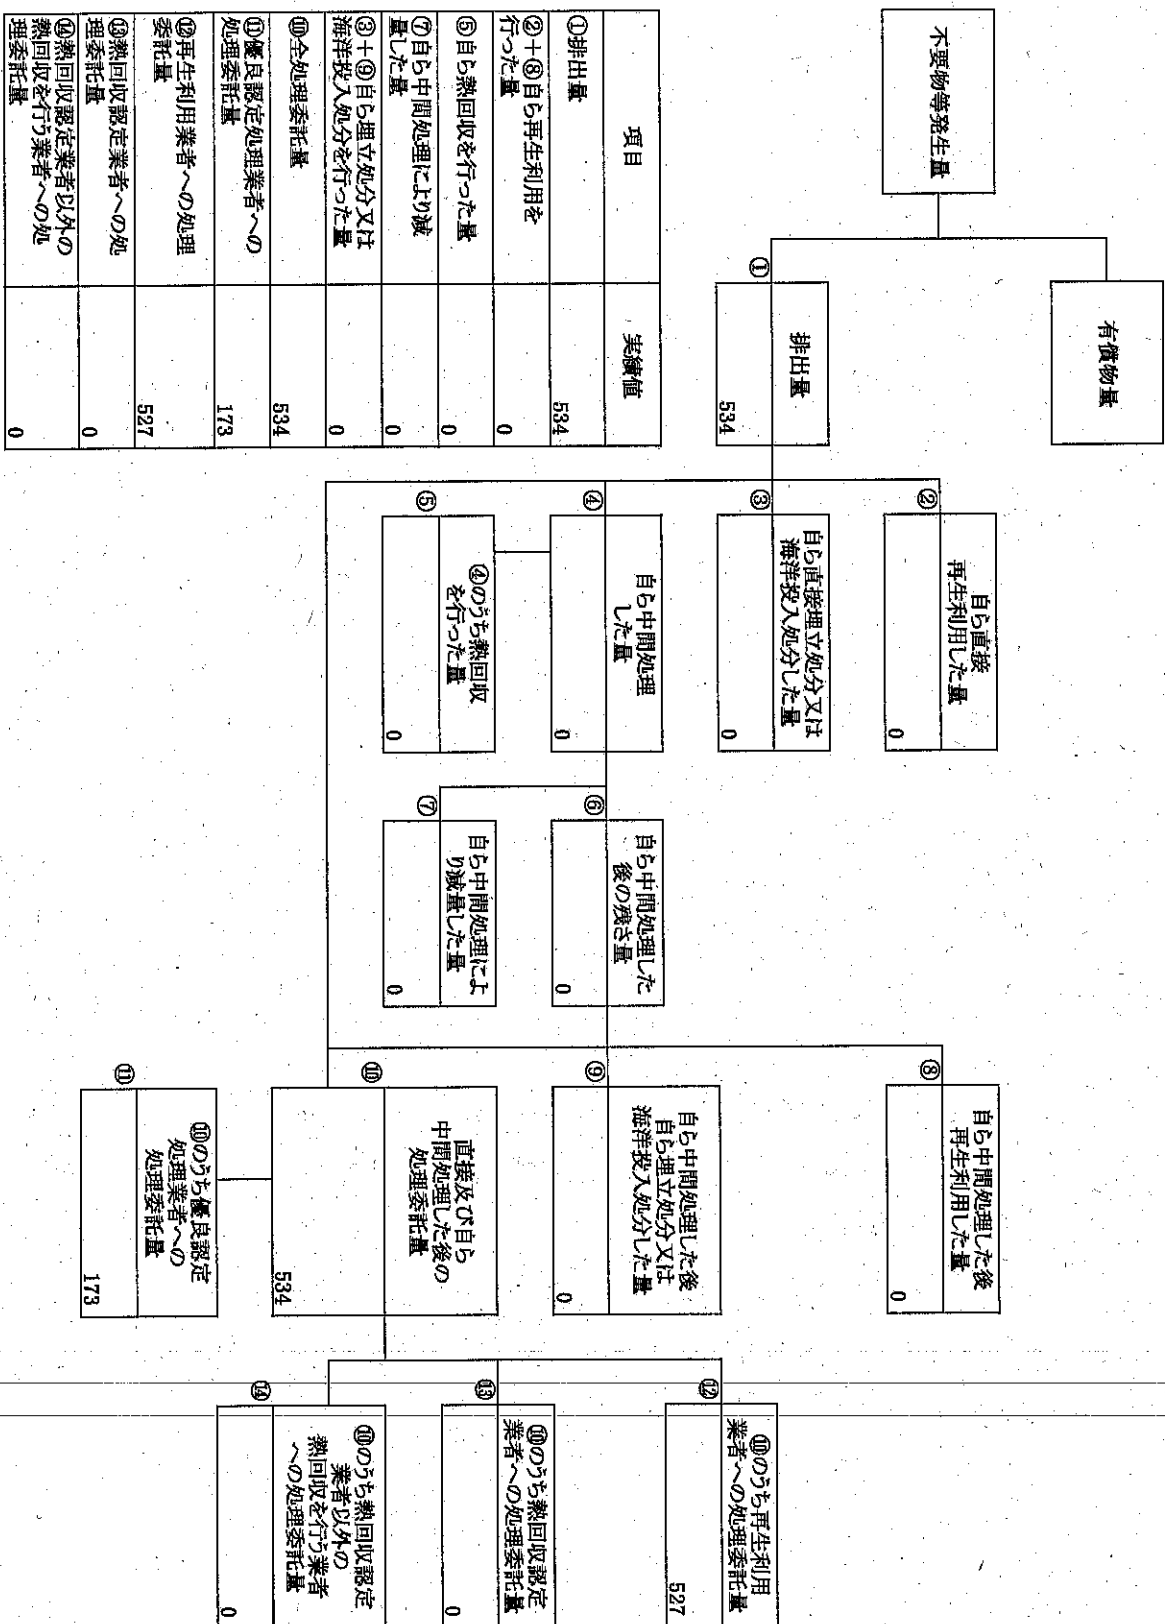 不要物等発生量
有償物量
①
排出量
534
②
自ら直接
再生利用した量
0
③
自ら直接埋立処分又は
海洋投入処分した量
0
④
自ら中間処理
した量
0
⑤
④のうち熱回収
を行った量
0
⑥
自ら中間処理した
後の残さ量
0
⑦
自ら中間処理によ
り減量した量
0
⑧
自ら中間処理した後
再生利用した量
0
⑨
自ら中間処理した後
自ら埋立処分又は
海洋投入処分した量
0
⑩
直接及び自ら
中間処理した後の
処理委託量
534
⑪
⑩のうち優良認定
処理業者への
処理委託量
173
⑫
⑩のうち再生利用
業者への処理委託量
527
⑬
⑩のうち熱回収認定
業者への処理委託量
0
⑭
⑩のうち熱回収認定
業者以外の
熱回収を行う業者
への処理委託量
0
項目 実績値
①排出量 534
②+⑧自ら再生利用を
行った量 0
⑤自ら熱回収を行った量 0
⑦自ら中間処理により減
量した量 0
③+⑨自ら埋立処分又は
海洋投入処分を行った量 0
⑩全処理委託量 534
⑪優良認定処理業者への
処理委託量 173
⑫再生利用業者への処理
委託量 527
⑬熱回収認定業者への処
理委託量 0
⑭熱回収認定業者以外の
熱回収を行う業者への処
理委託量 0